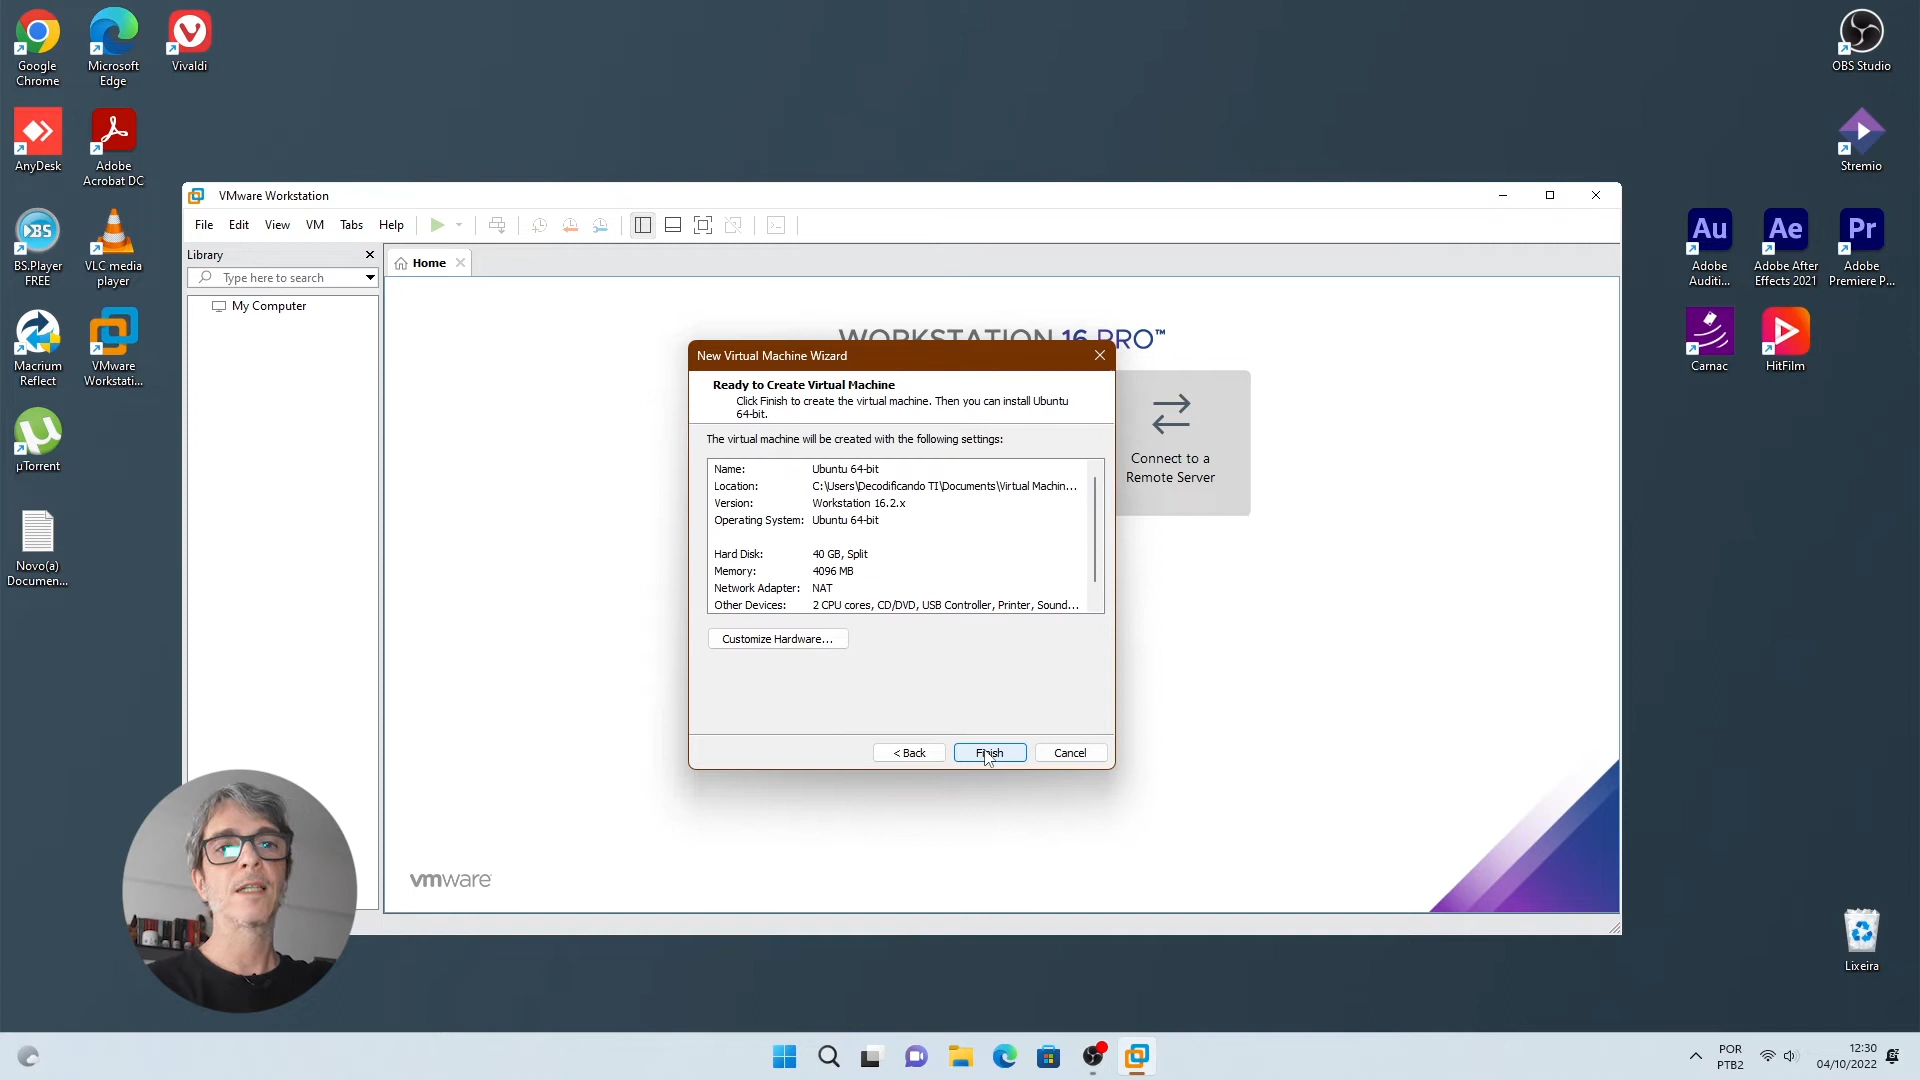 Google
Chrome
Microsoft
Edge
Vivaldi
OBS Studio
AnyDesk
Adobe
Acrobat DC
Stremio
BS.Player
FREE
VLC media
player
Au
Adobe
Auditi...
Ae
Adobe After
Effects 2021
Pr
Adobe
Premiere P...
Macrium
Reflect
VMware
Workstati...
Carnac
HitFilm
µTorrent
Novo(a)
Documen...
VMware Workstation
File Edit View VM Tabs Help
Library
Type here to search
My Computer
Home
WORKSTATION 16 PRO™
Connect to a
Remote Server
New Virtual Machine Wizard
Ready to Create Virtual Machine
Click Finish to create the virtual machine. Then you can install Ubuntu
64-bit.
The virtual machine will be created with the following settings:
Name: Ubuntu 64-bit
Location: C:\Users\Decodificando TI\Documents\Virtual Machin...
Version: Workstation 16.2.x
Operating System: Ubuntu 64-bit
Hard Disk: 40 GB, Split
Memory: 4096 MB
Network Adapter: NAT
Other Devices: 2 CPU cores, CD/DVD, USB Controller, Printer, Sound...
Customize Hardware...
< Back Finish Cancel
vmware
Lixeira
POR
PTB2
12:30
04/10/2022